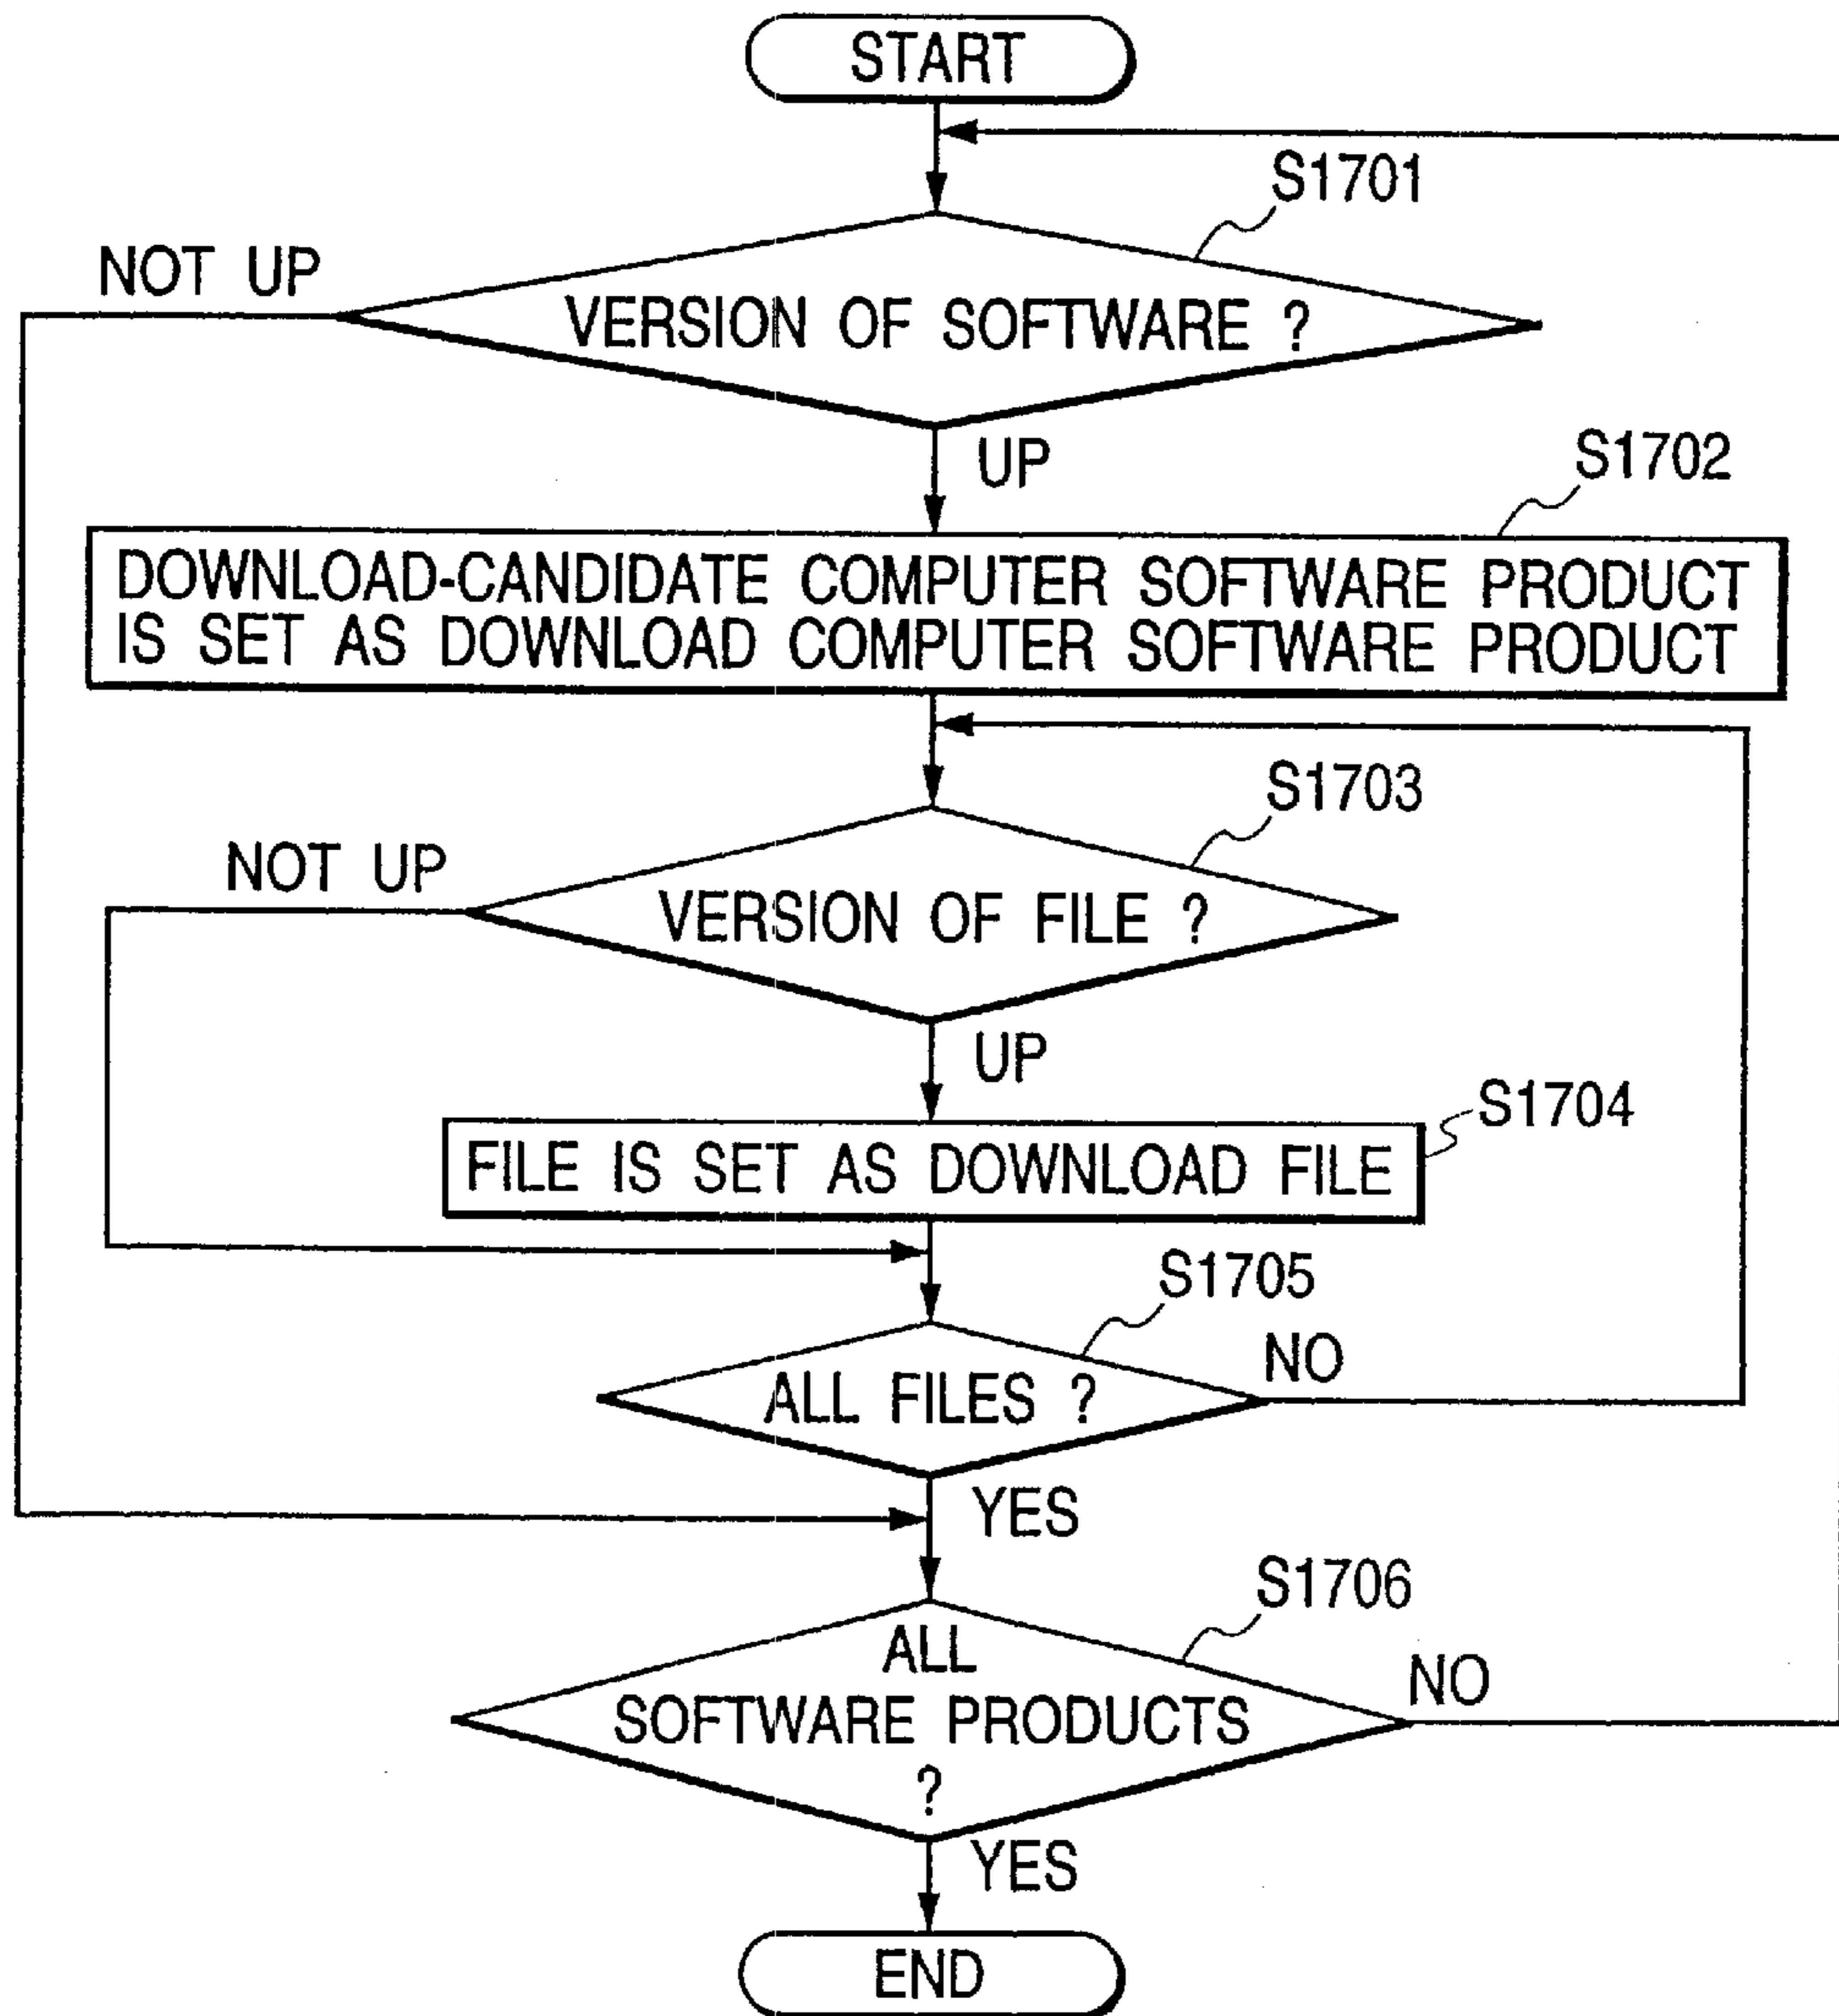 START
S1701
NOT UP
VERSION OF SOFTWARE ?
UP
S1702
DOWNLOAD-CANDIDATE COMPUTER SOFTWARE PRODUCT
IS SET AS DOWNLOAD COMPUTER SOFTWARE PRODUCT
S1703
NOT UP
VERSION OF FILE ?
UP
S1704
FILE IS SET AS DOWNLOAD FILE
S1705
NO
ALL FILES ?
YES
S1706
ALL
SOFTWARE PRODUCTS
?
NO
YES
END